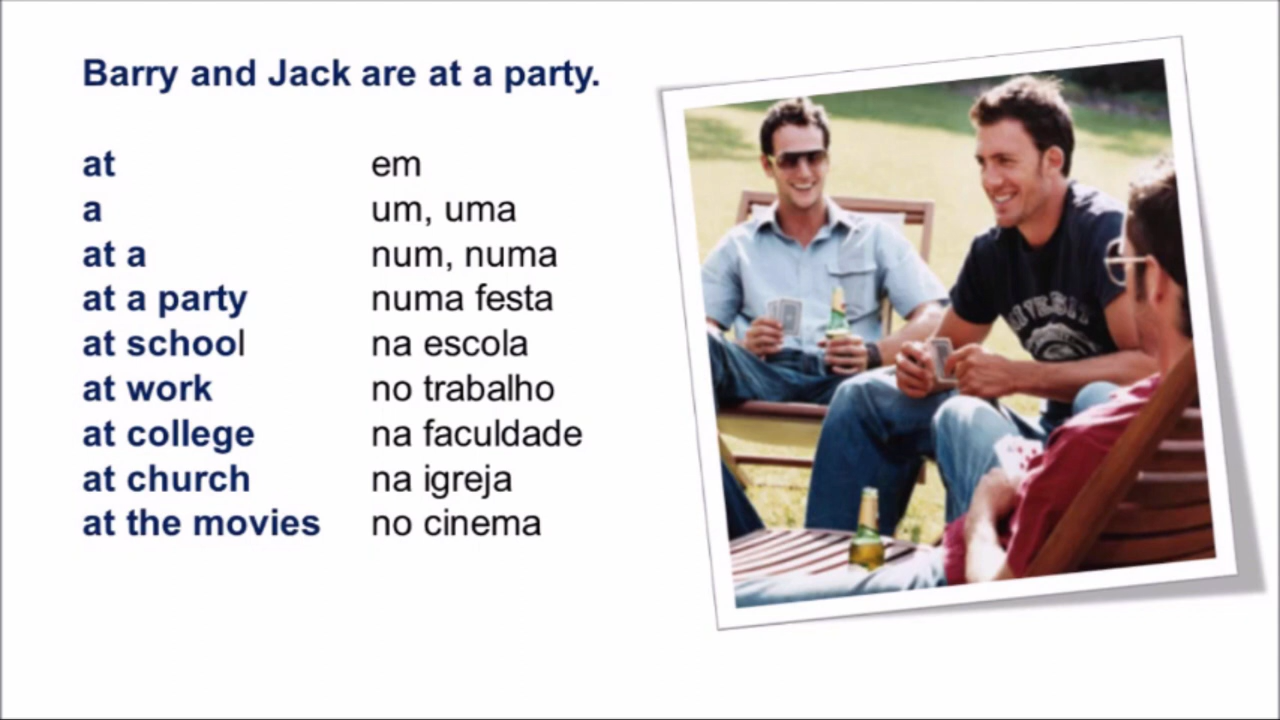 Barry and Jack are at a party.
at em
a um, uma
at a num, numa
at a party numa festa
at school na escola
at work no trabalho
at college na faculdade
at church na igreja
at the movies no cinema